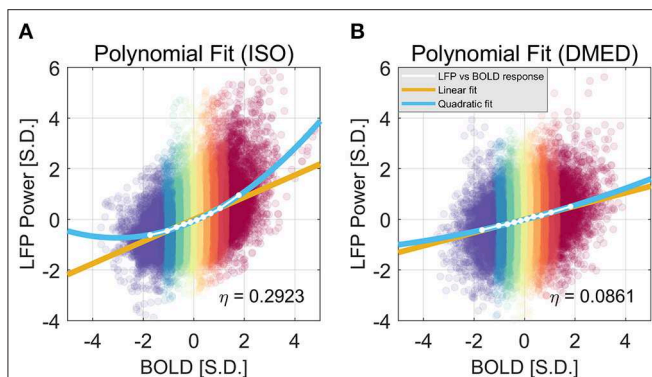 A
Polynomial Fit (ISO)
6
4
2
0
-2
-4
LFP Power [S.D.]
-4 -2 0 2 4
BOLD [S.D.]
η = 0.2923
B
Polynomial Fit (DMED)
LFP vs BOLD response
Linear fit
Quadratic fit
6
4
2
0
-2
-4
LFP Power [S.D.]
-4 -2 0 2 4
BOLD [S.D.]
η = 0.0861